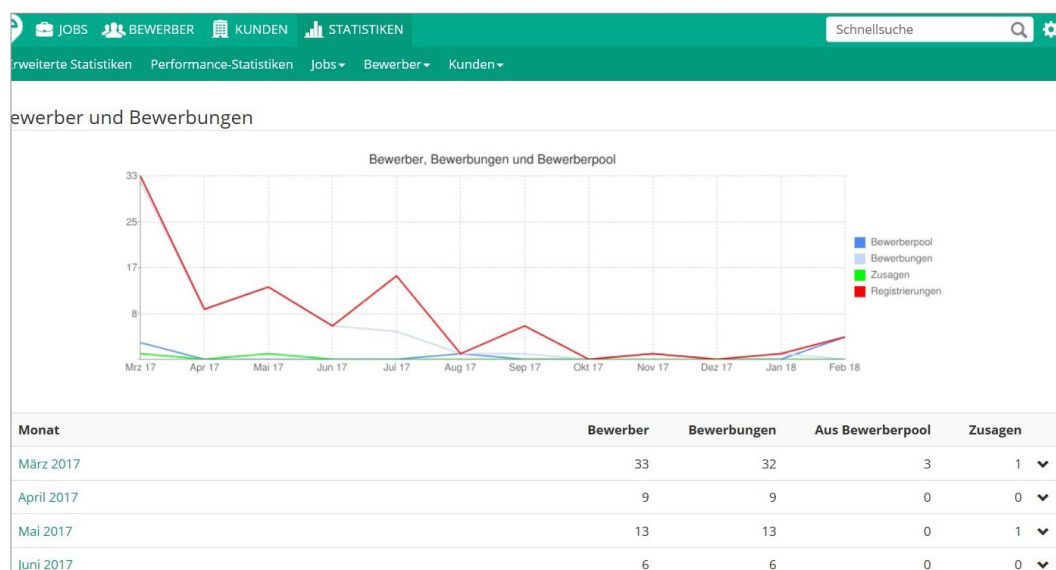 JOBS BEWERBER KUNDEN STATISTIKEN Schnellsuche
rweiterte Statistiken Performance-Statistiken Jobs Bewerber Kunden
ewerber und Bewerbungen
Bewerber, Bewerbungen und Bewerberpool
33
25
17
8
Bewerberpool
Bewerbungen
Zusagen
Registrierungen
Mrz 17 Apr 17 Mai 17 Jun 17 Jul 17 Aug 17 Sep 17 Okt 17 Nov 17 Dez 17 Jan 18 Feb 18
Monat Bewerber Bewerbungen Aus Bewerberpool Zusagen
März 2017 33 32 3 1
April 2017 9 9 0 0
Mai 2017 13 13 0 1
Juni 2017 6 6 0 0